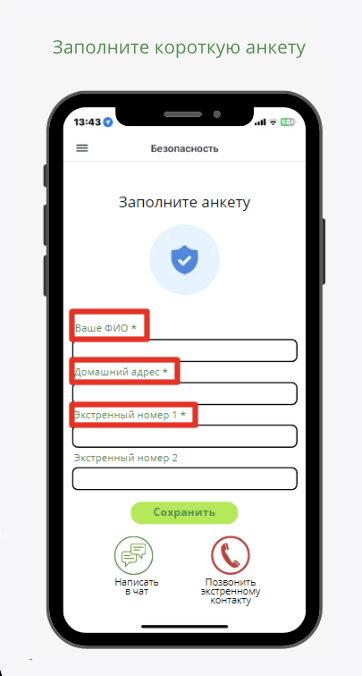 Заполните короткую анкету
13:43
Безопасность
Заполните анкету
Ваше ФИО *
Домашний адрес *
Экстренный номер 1 *
Экстренный номер 2
Сохранить
Написать
в чат
Позвонить
экстренному
контакту